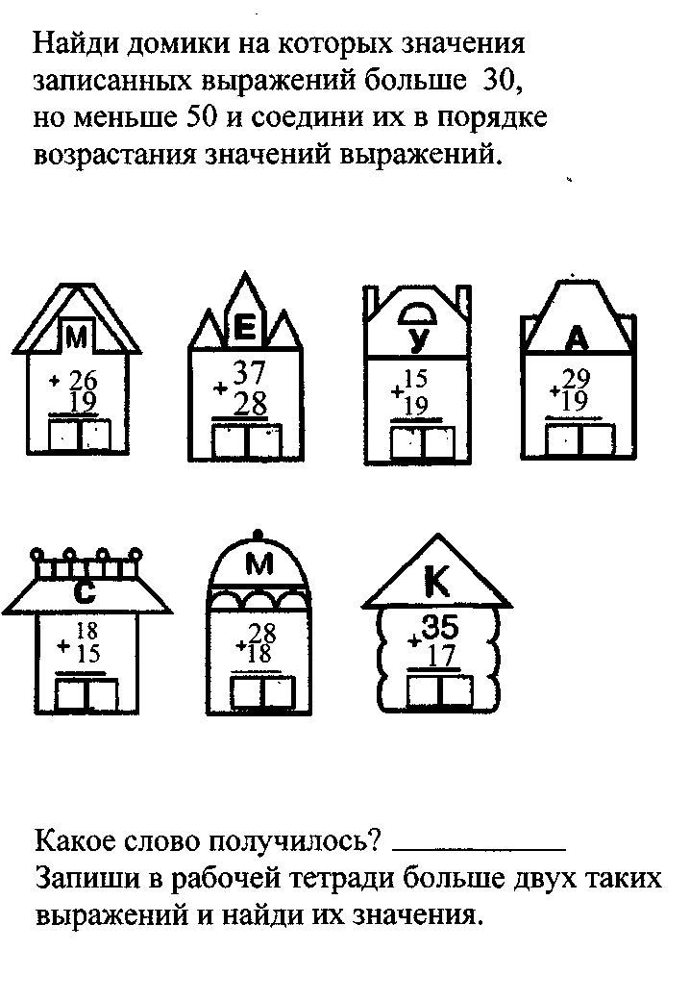 Найди домики на которых значения
записанных выражений больше 30,
но меньше 50 и соедини их в порядке
возрастания значений выражений.
М
Е
У
А
+ 26
19
+ 37
28
+ 15
19
+ 29
19
С
М
К
+ 18
15
+ 28
18
+ 35
17
Какое слово получилось? ___________
Запиши в рабочей тетради больше двух таких
выражений и найди их значения.